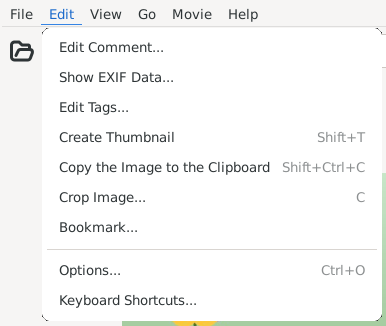 File Edit View Go Movie Help
Edit Comment...
Show EXIF Data...
Edit Tags...
Create Thumbnail Shift+T
Copy the Image to the Clipboard Shift+Ctrl+C
Crop Image... C
Bookmark...
Options... Ctrl+O
Keyboard Shortcuts...